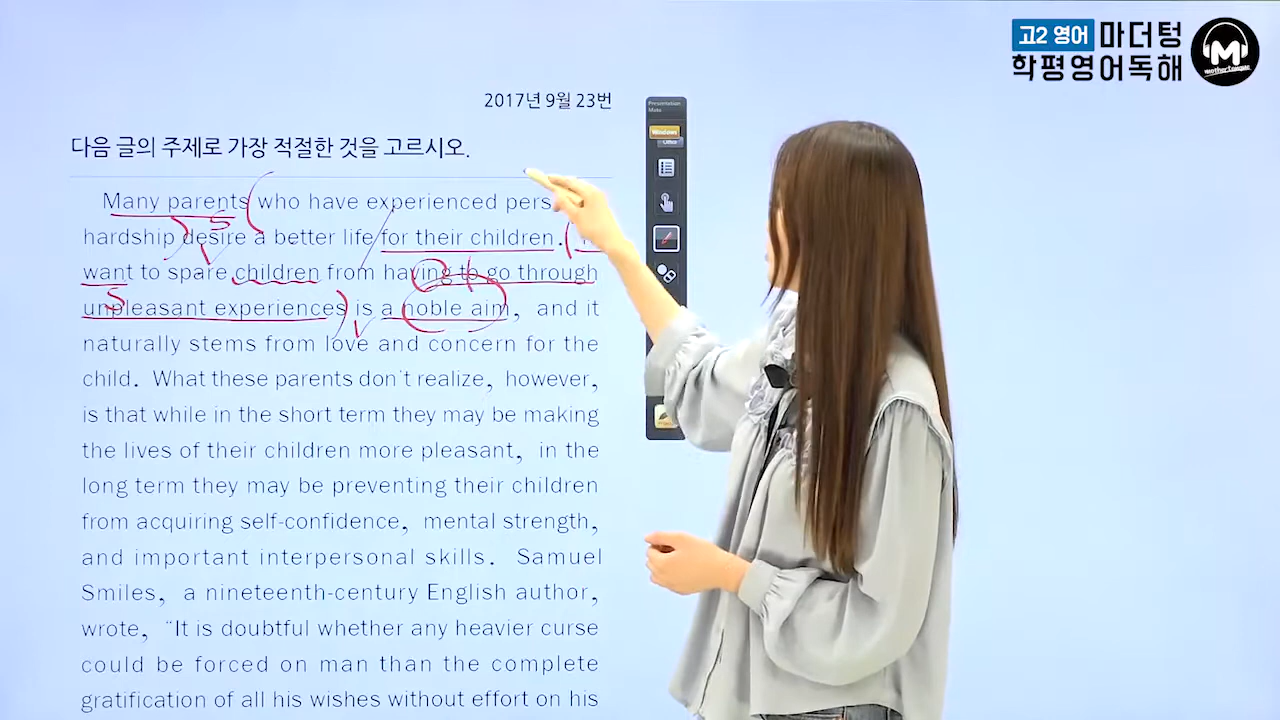 고2 영어 마더텅
학평영어독해
M
mothertongue
2017년 9월 23번
Presentation
Mate
Windows
Office
다음 글의 주제로 가장 적절한 것을 고르시오.
Many parents who have experienced pers
hardship desire a better life for their children.
want to spare children from having to go through
unpleasant experiences is a noble aim, and it
naturally stems from love and concern for the
child. What these parents don't realize, however,
is that while in the short term they may be making
the lives of their children more pleasant, in the
long term they may be preventing their children
from acquiring self-confidence, mental strength,
and important interpersonal skills. Samuel
Smiles, a nineteenth-century English author,
wrote, "It is doubtful whether any heavier curse
could be forced on man than the complete
gratification of all his wishes without effort on his
S
V
S
V